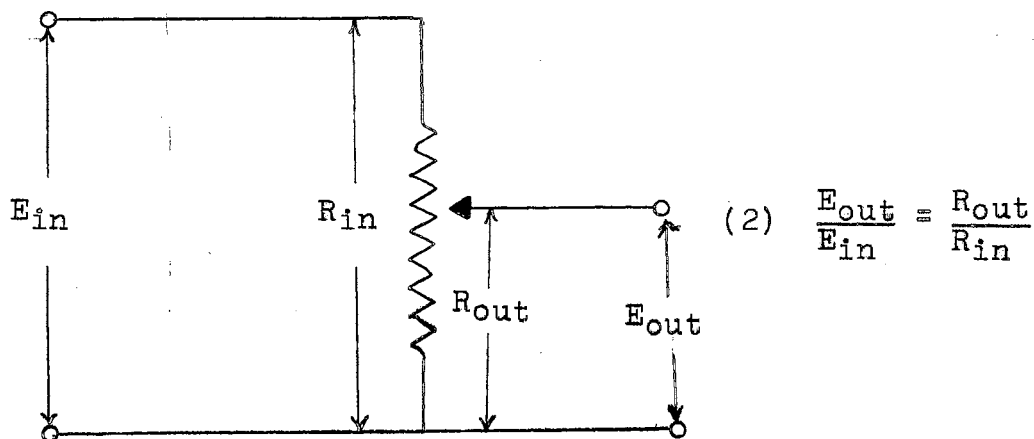 E_in
R_in
R_out
E_out
(2) E_out/E_in = R_out/R_in